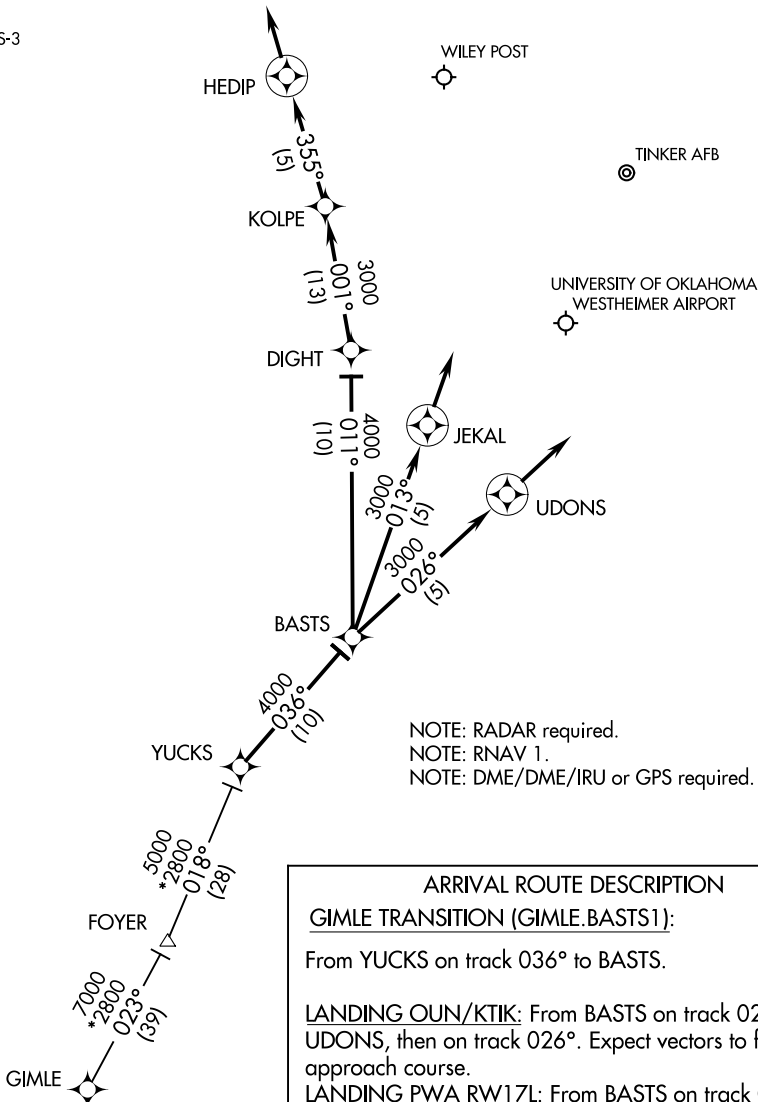 S-3
WILEY POST
HEDIP
355°
(5)
TINKER AFB
KOLPE
3000
001°
(13)
UNIVERSITY OF OKLAHOMA
WESTHEIMER AIRPORT
DIGHT
4000
011°
(10)
JEKAL
3000
013°
(5)
UDONS
3000
026°
(5)
BASTS
4000
036°
(10)
NOTE: RADAR required.
NOTE: RNAV 1.
NOTE: DME/DME/IRU or GPS required.
YUCKS
5000
*2800
018°
(28)
FOYER
7000
*2800
023°
(39)
GIMLE
ARRIVAL ROUTE DESCRIPTION
GIMLE TRANSITION (GIMLE.BASTS1):
From YUCKS on track 036° to BASTS.
LANDING OUN/KTIK: From BASTS on track 02
UDONS, then on track 026°. Expect vectors to f
approach course.
LANDING PWA RW17L: From BASTS on track